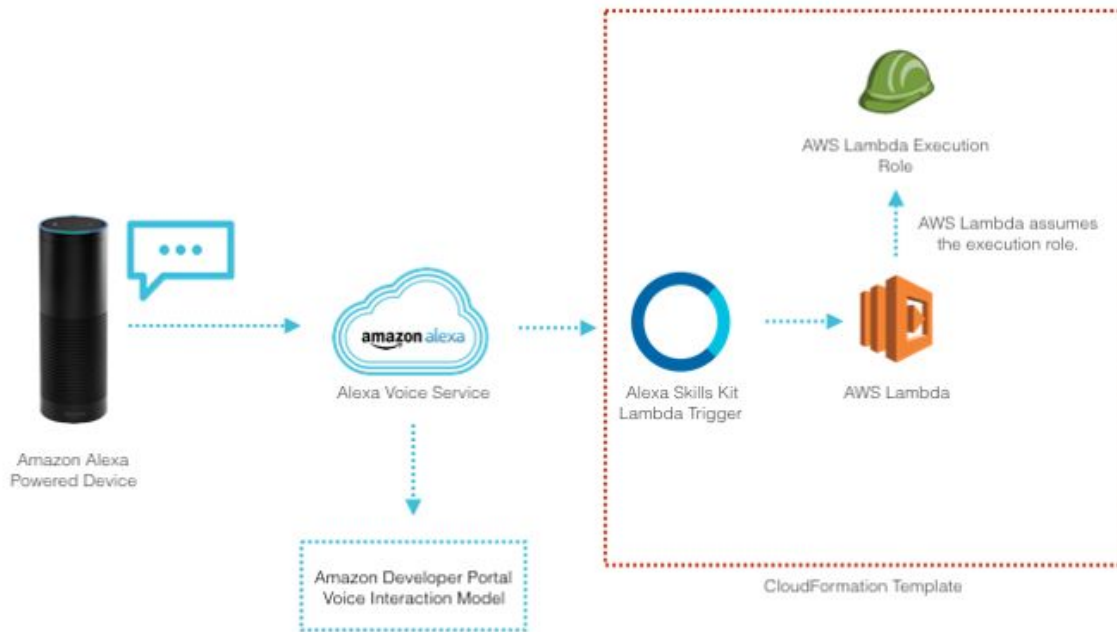 AWS Lambda Execution
Role
AWS Lambda assumes
the execution role.
amazon alexa
Alexa Voice Service
Alexa Skills Kit
Lambda Trigger
AWS Lambda
Amazon Alexa
Powered Device
Amazon Developer Portal
Voice Interaction Model
CloudFormation Template